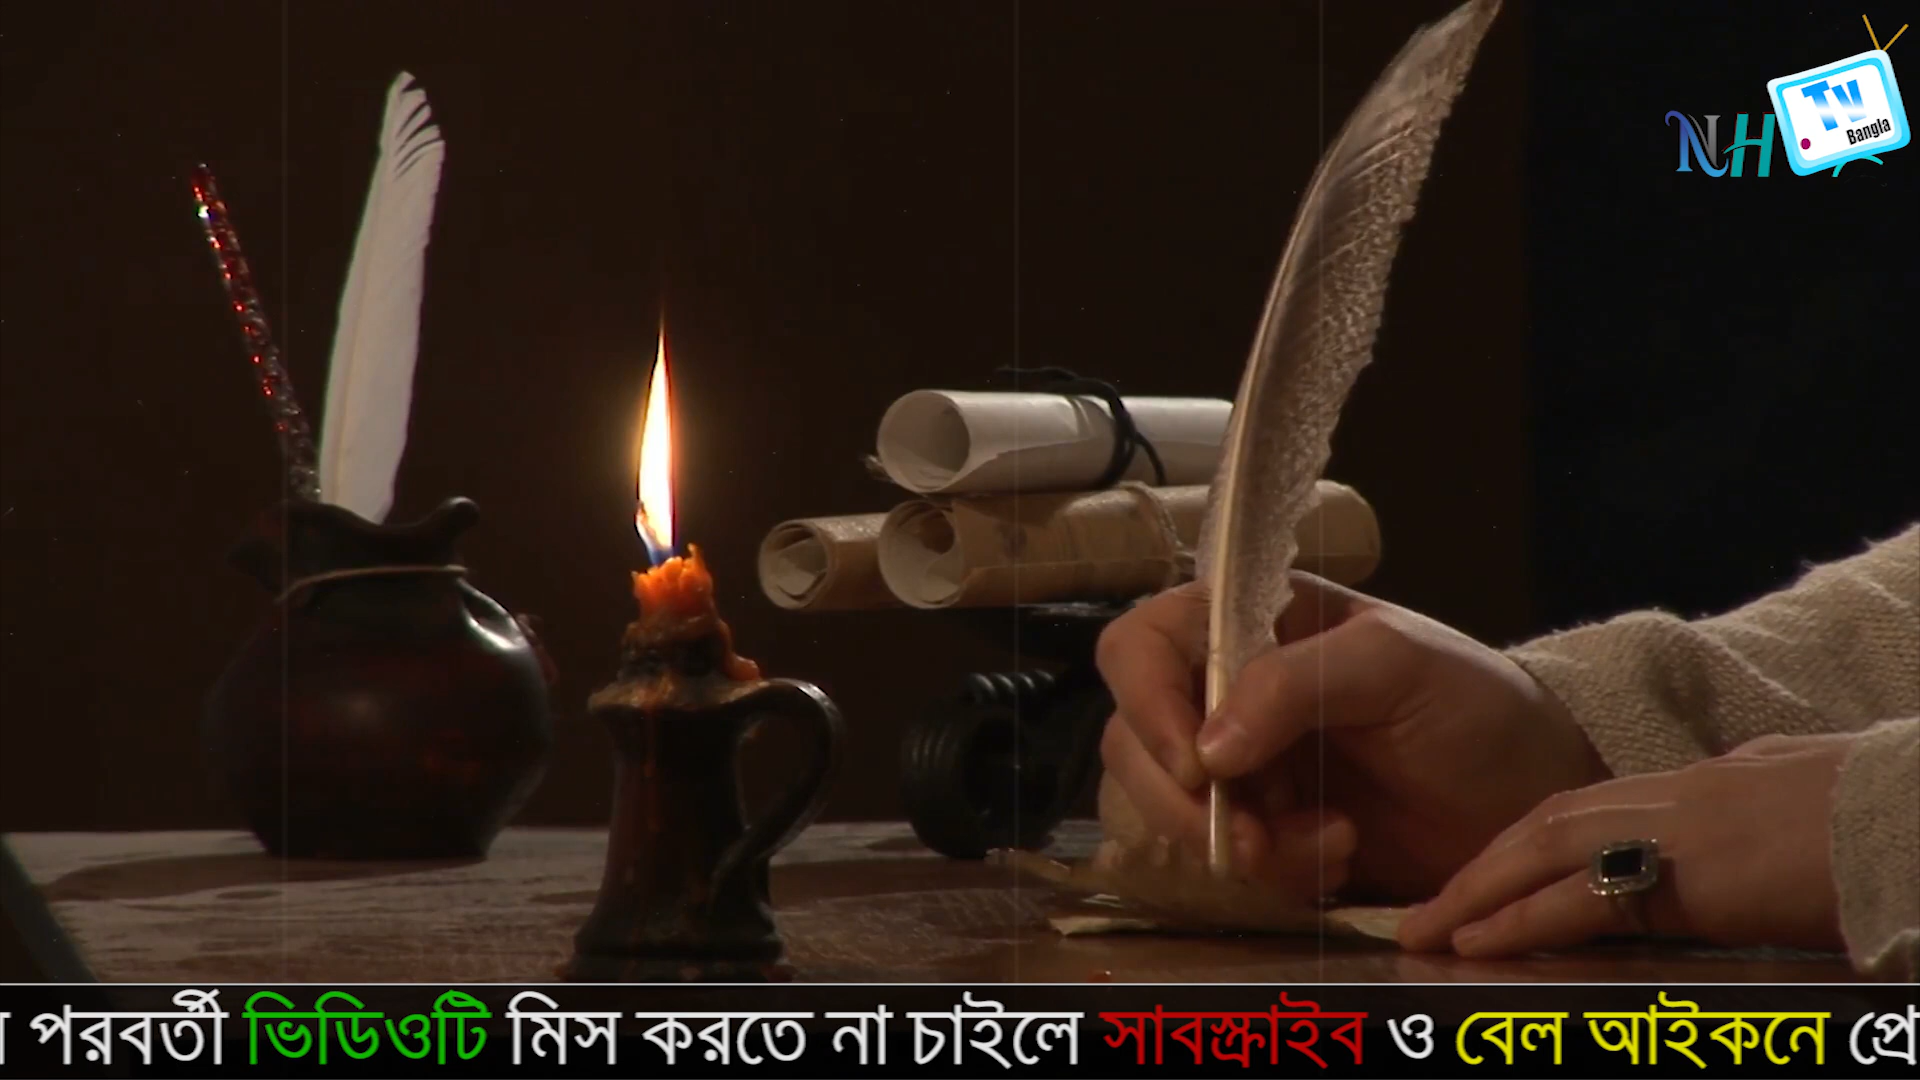 NH
Tv
Bangla
পরবর্তী ভিডিওটি মিস করতে না চাইলে সাবস্ক্রাইব ও বেল আইকনে